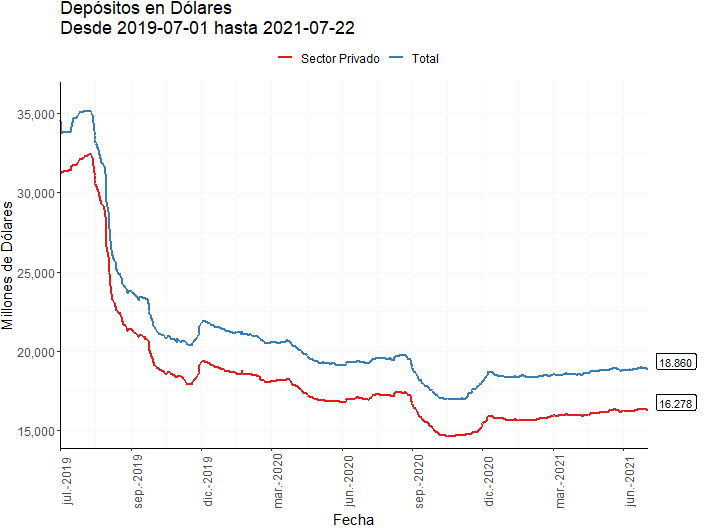 Depósitos en Dólares
Desde 2019-07-01 hasta 2021-07-22
Sector Privado
Total
Millones de Dólares
35,000
30,000
25,000
20,000
15,000
18.860
16.278
jul.-2019
sep.-2019
dic.-2019
mar.-2020
jun.-2020
sep.-2020
dic.-2020
mar.-2021
jun.-2021
Fecha